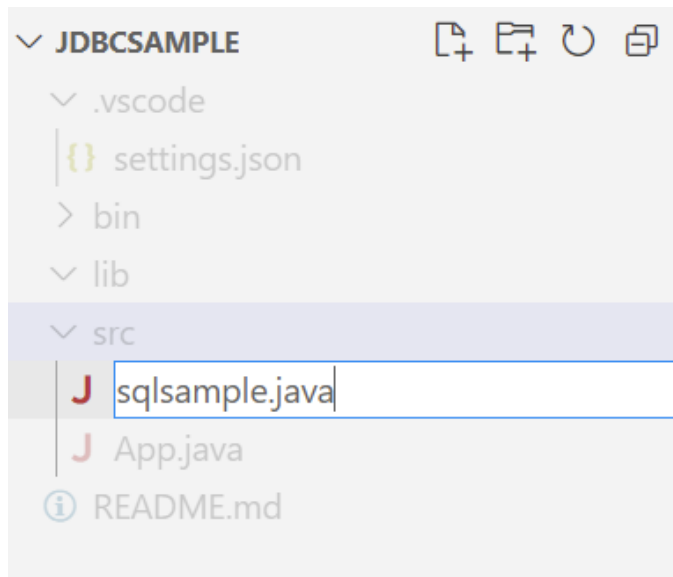 JDBCSAMPLE
.vscode
{} settings.json
bin
lib
src
J sqlsample.java
J App.java
README.md